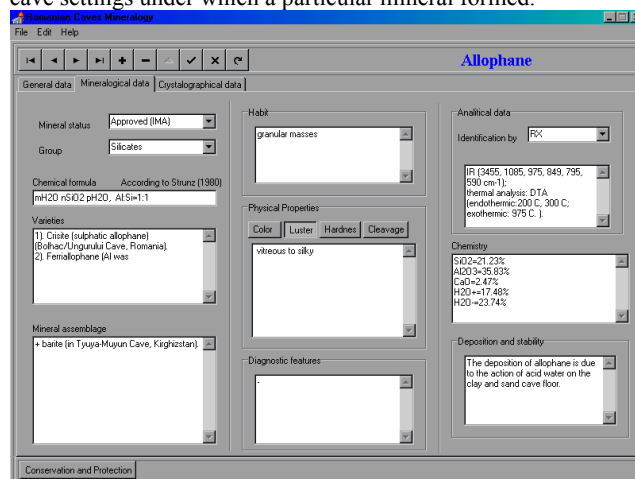 cave settings under which a particular mineral formed.
Romanian Caves Mineralogy
File Edit Help
Allophane
General data Mineralogical data Crystalographical data
Mineral status Approved (IMA)
Group Silicates
Chemical formula According to Strunz (1980)
mH2O nSiO2 pH2O, Al:Si=1:1
Varieties
1). Crisite (sulphatic allophane)
(Bolhac/Ungurului Cave, Romania).
2). Ferriallophane (Al was
Mineral assemblage
+ barite (in Tyuya-Muyun Cave, Kirghizstan).
Habit
granular masses
Physical Properties
Color Luster Hardnes Cleavage
vitreous to silky
Diagnostic features
-
Analitical data
Identification by RX
IR (3455, 1085, 975, 849, 795,
590 cm-1);
thermal analysis: DTA
(endothermic:200 C, 300 C;
exothermic: 975 C. ).
Chemistry
SiO2=21.23%
Al2O3=35.83%
CaO=2.47%
H2O+=17.48%
H2O-=23.74%
Deposition and stability
The deposition of allophane is due
to the action of acid water on the
clay and sand cave floor.
Conservation and Protection